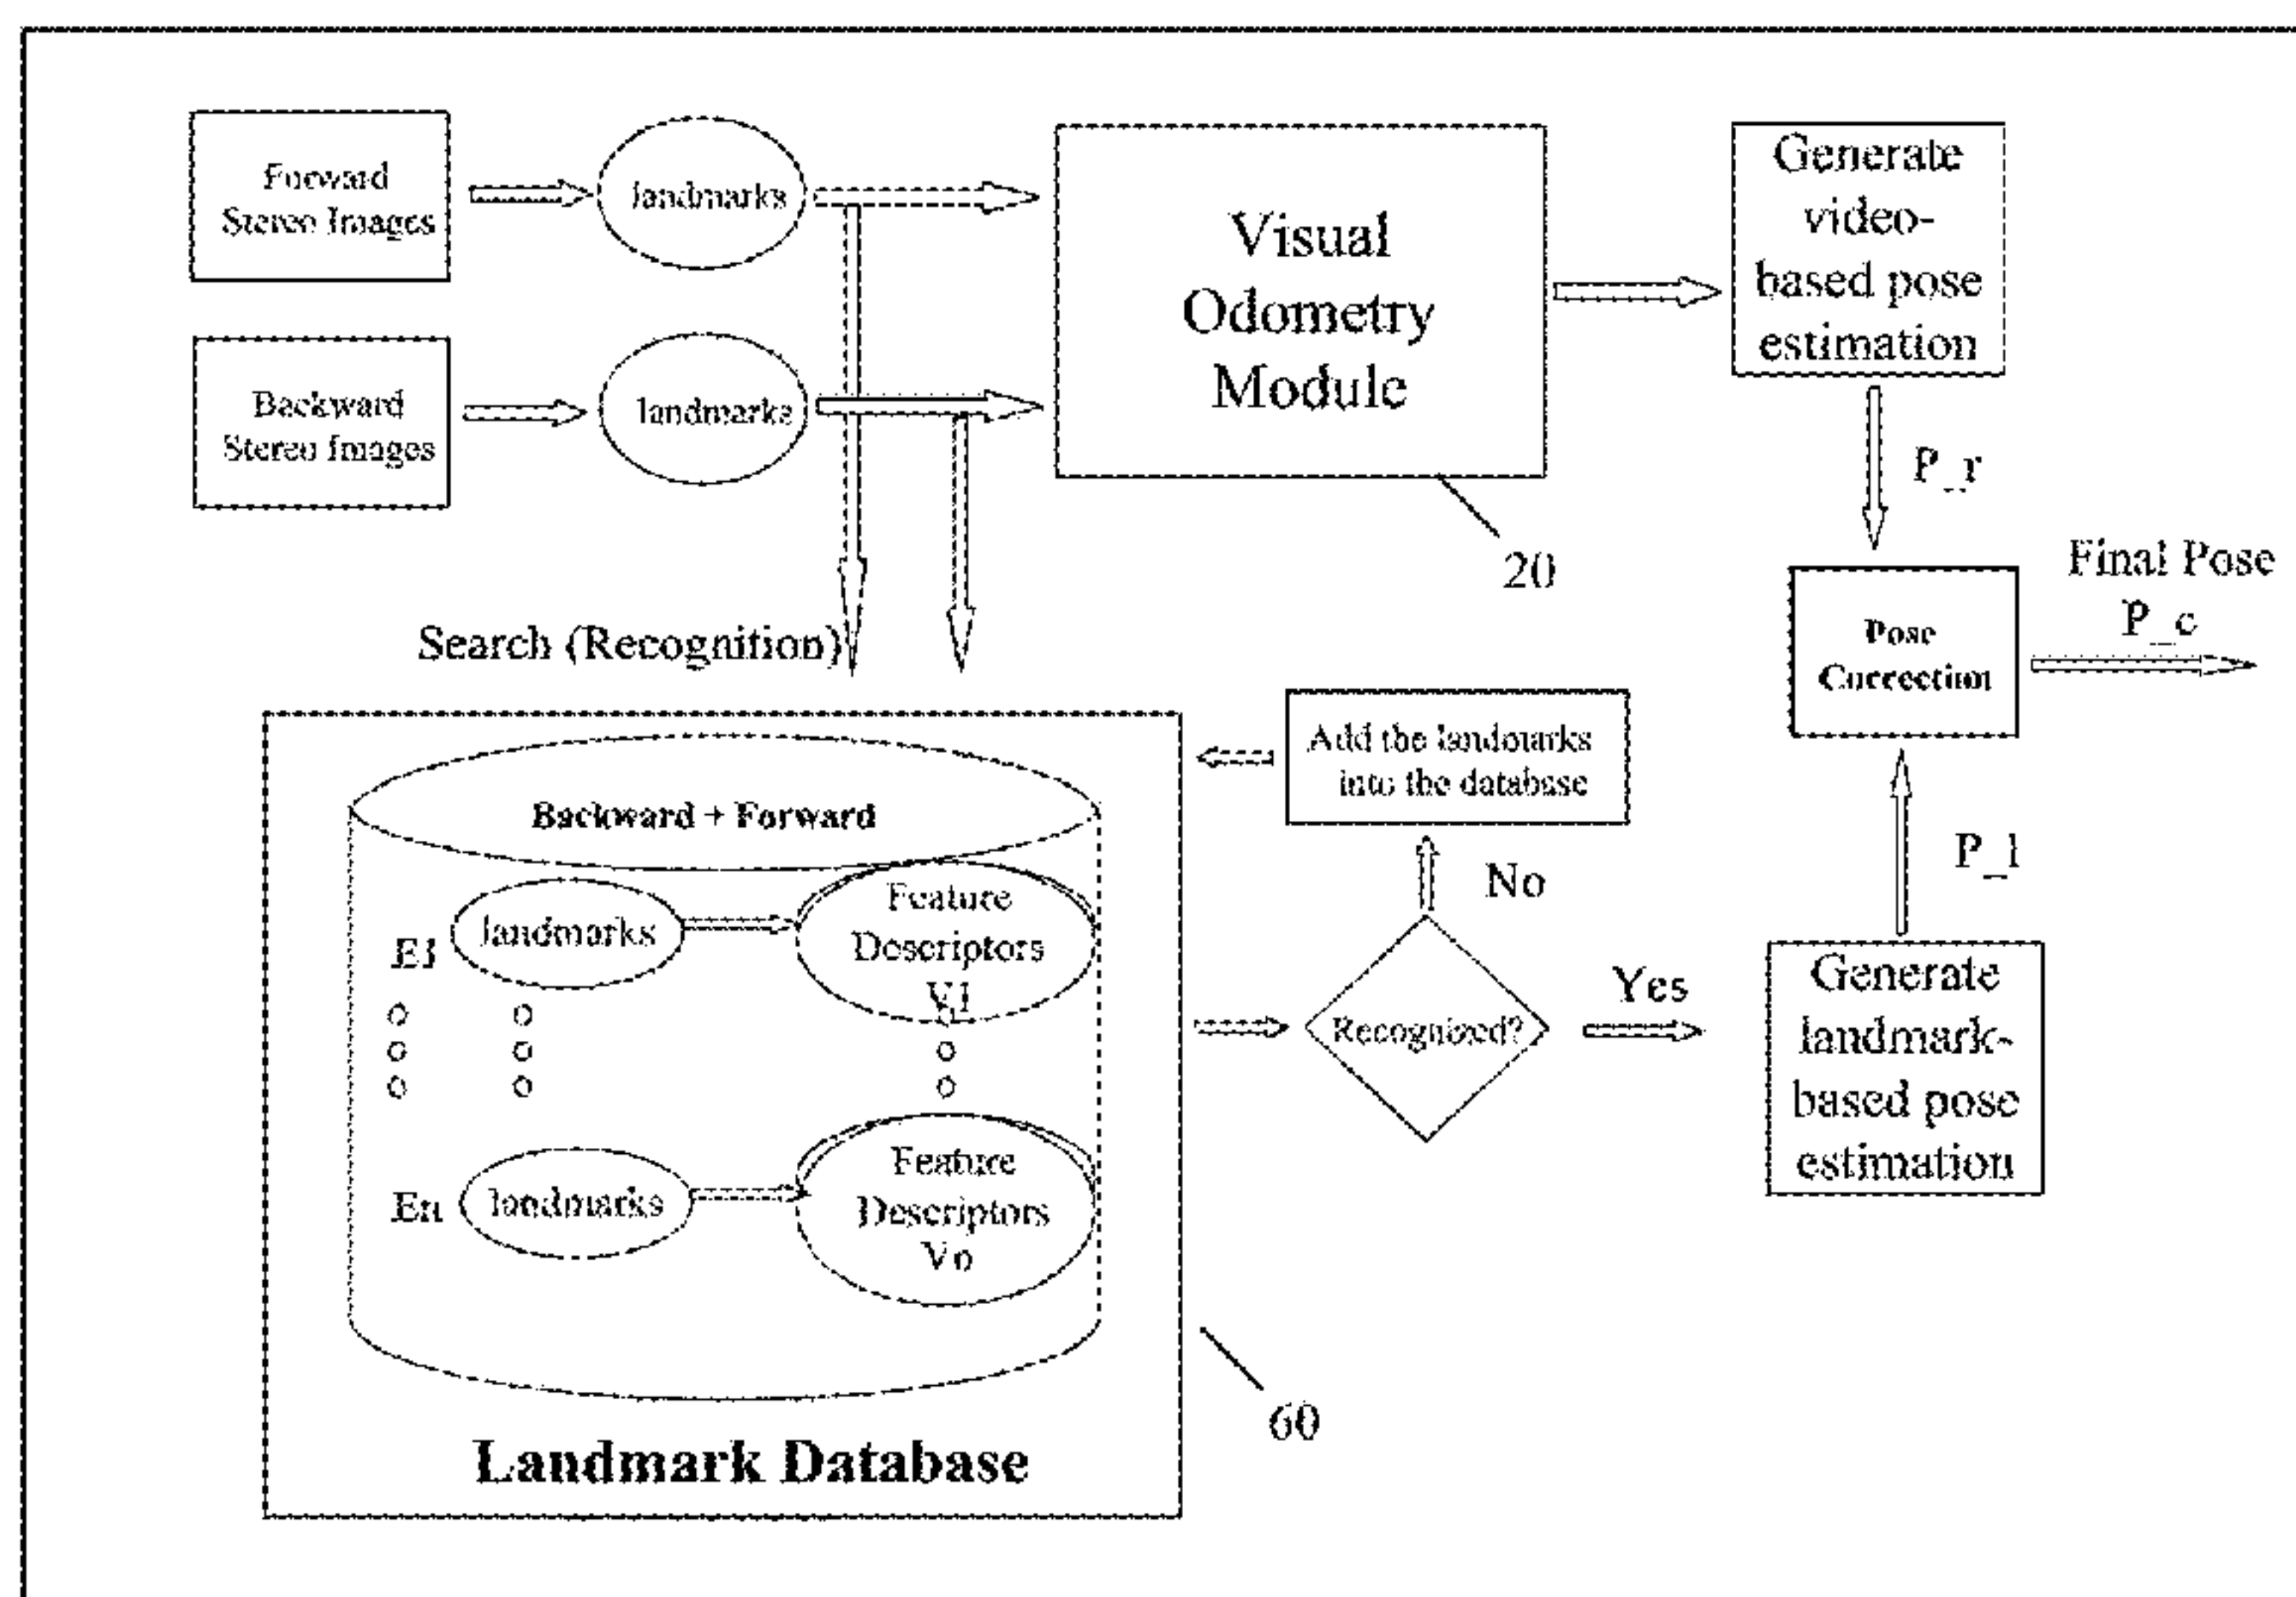 Forward
Stereo Images
landmarks
Visual
Odometry
Module
20
Generate
video-
based pose
estimation
Backward
Stereo Images
landmarks
P_r
Final Pose
P_c
Pose
Correction
Search (Recognition)
Add the landmarks
into the database
P_l
No
Backward + Forward
E1
landmarks
Feature
Descriptors
V1
Recognized?
Yes
Generate
landmark-
based pose
estimation
En
landmarks
Feature
Descriptors
Vn
60
Landmark Database